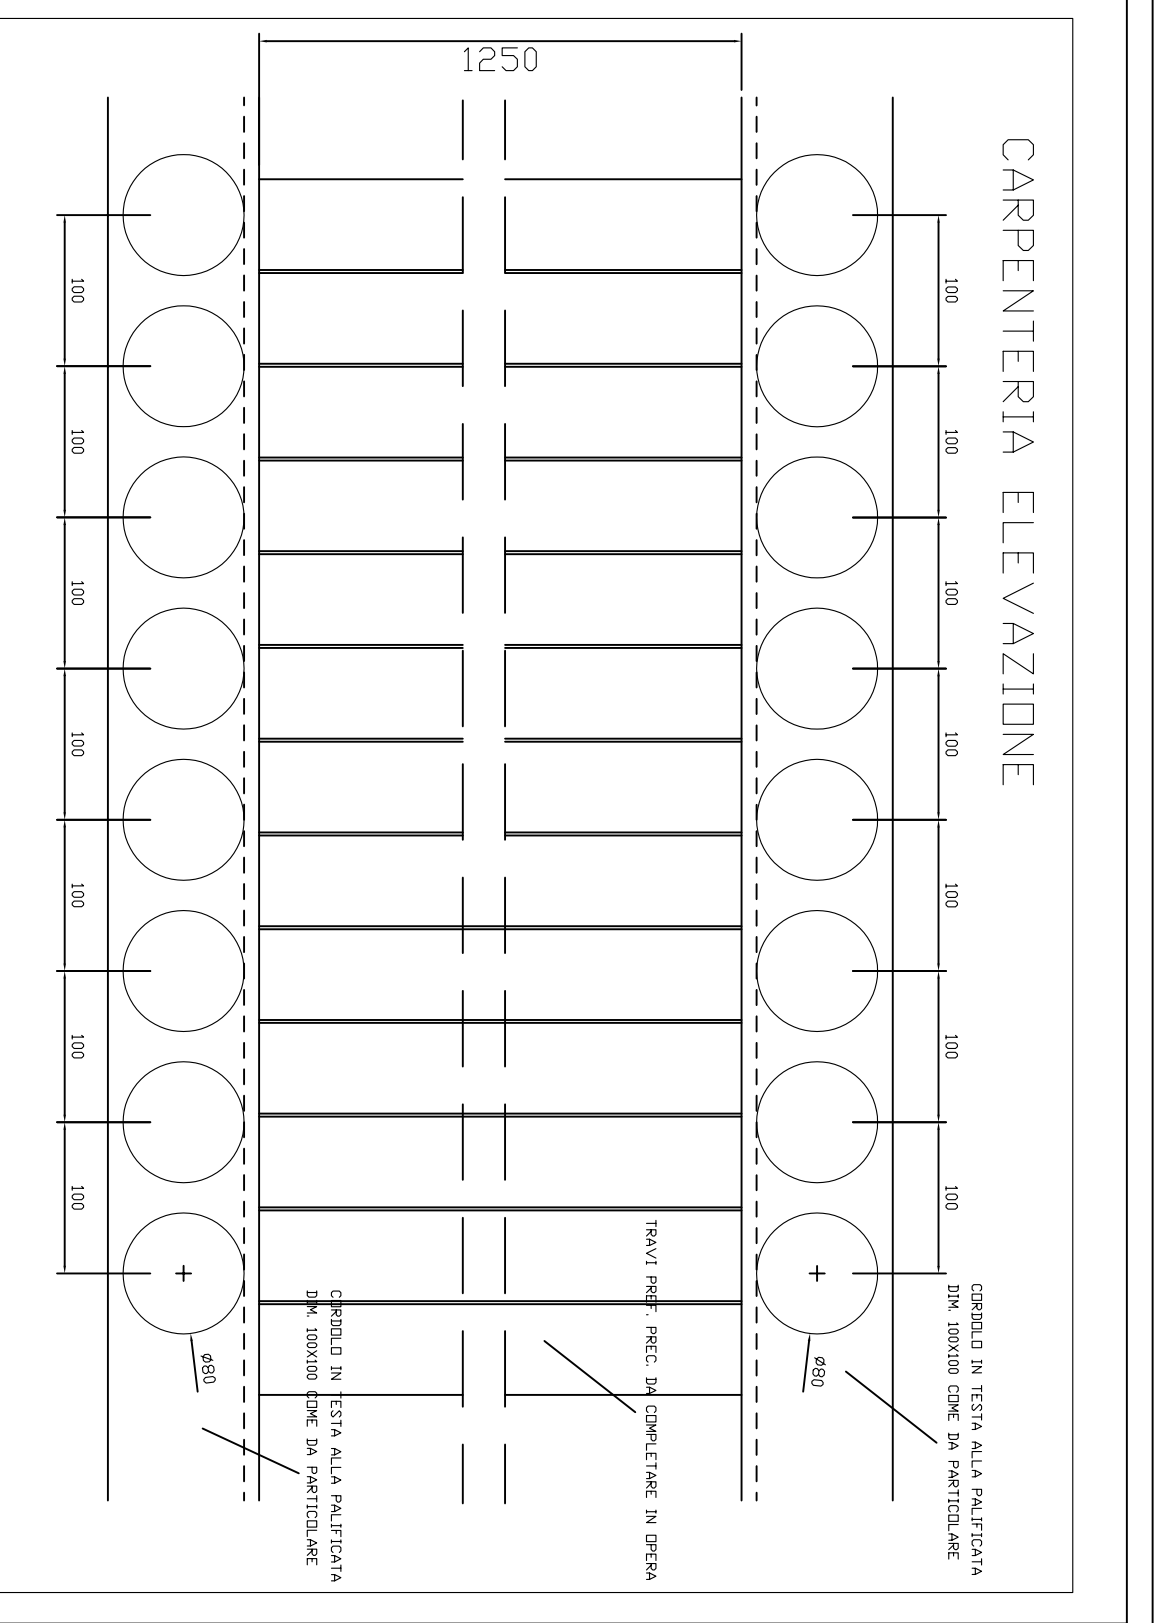 CARPENTERIA ELEVAZIONE
1250
100
100
100
100
100
100
100
CORDOLO IN TESTA ALLA PALIFICATA
DIM. 100X100 COME DA PARTICOLARE
Ø80
TRAVI PREF. PREC. DA COMPLETARE IN OPERA
CORDOLO IN TESTA ALLA PALIFICATA
DIM. 100X100 COME DA PARTICOLARE
Ø80
100
100
100
100
100
100
100